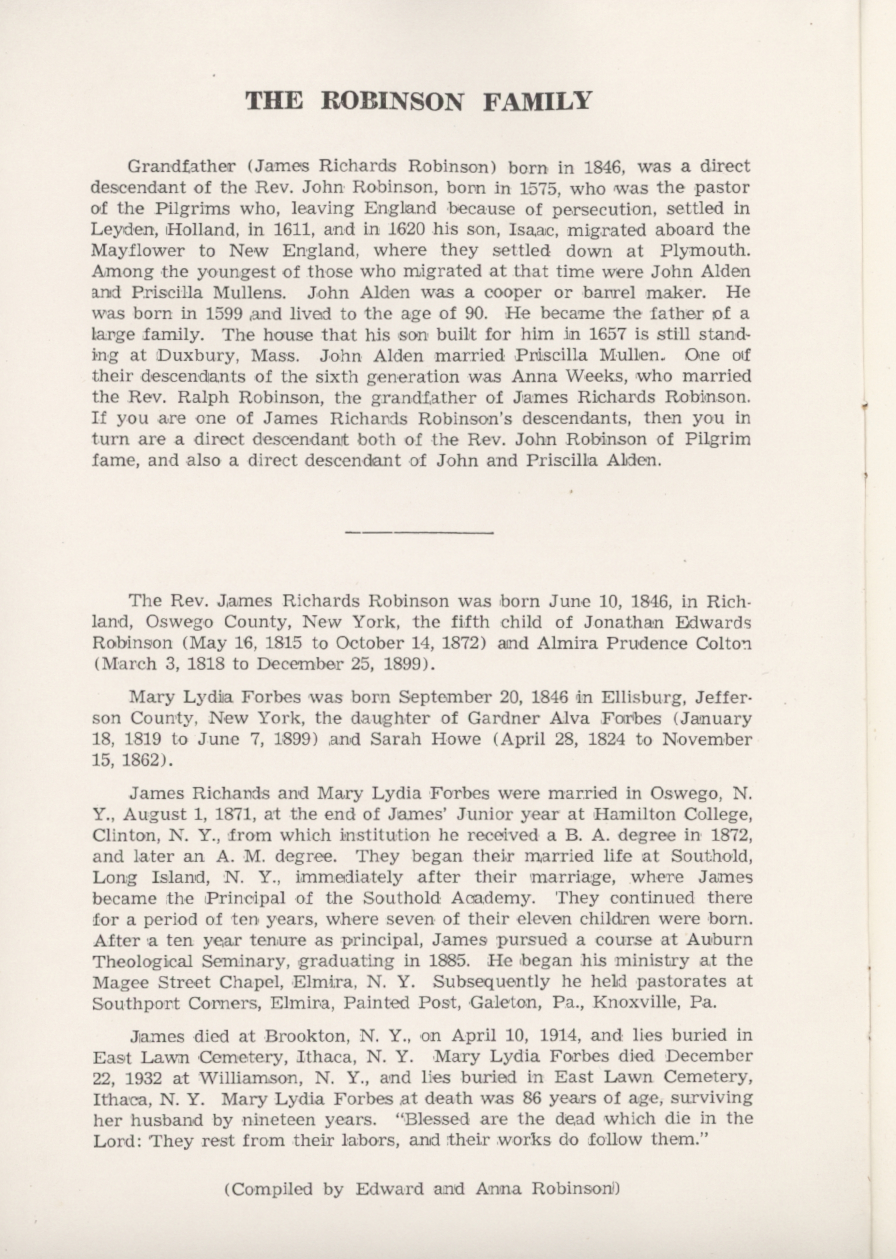 THE ROBINSON FAMILY
Grandfather (James Richards Robinson) born in 1846, was a direct
descendant of the Rev. John Robinson, born in 1575, who was the pastor
of the Pilgrims who, leaving England because of persecution, settled in
Leyden, Holland, in 1611, and in 1620 his son, Isaac, migrated aboard the
Mayflower to New England, where they settled down at Plymouth.
Among the youngest of those who migrated at that time were John Alden
and Priscilla Mullens. John Alden was a cooper or barrel maker. He
was born in 1599 and lived to the age of 90. He became the father of a
large family. The house that his son built for him in 1657 is still stand-
ing at Duxbury, Mass. John Alden married Priscilla Mullen. One of
their descendants of the sixth generation was Anna Weeks, who married
the Rev. Ralph Robinson, the grandfather of James Richards Robinson.
If you are one of James Richards Robinson's descendants, then you in
turn are a direct descendant both of the Rev. John Robinson of Pilgrim
fame, and also a direct descendant of John and Priscilla Alden.
The Rev. James Richards Robinson was born June 10, 1846, in Rich-
land, Oswego County, New York, the fifth child of Jonathan Edwards
Robinson (May 16, 1815 to October 14, 1872) and Almira Prudence Colton
(March 3, 1818 to December 25, 1899).
Mary Lydia Forbes was born September 20, 1846 in Ellisburg, Jeffer-
son County, New York, the daughter of Gardner Alva Forbes (January
18, 1819 to June 7, 1899) and Sarah Howe (April 28, 1824 to November
15, 1862).
James Richards and Mary Lydia Forbes were married in Oswego, N.
Y., August 1, 1871, at the end of James' Junior year at Hamilton College,
Clinton, N. Y., from which institution he received a B. A. degree in 1872,
and later an A. M. degree. They began their married life at Southold,
Long Island, N. Y., immediately after their marriage, where James
became the Principal of the Southold Academy. They continued there
for a period of ten years, where seven of their eleven children were born.
After a ten year tenure as principal, James pursued a course at Auburn
Theological Seminary, graduating in 1885. He began his ministry at the
Magee Street Chapel, Elmira, N. Y. Subsequently he held pastorates at
Southport Corners, Elmira, Painted Post, Galeton, Pa., Knoxville, Pa.
James died at Brookton, N. Y., on April 10, 1914, and lies buried in
East Lawn Cemetery, Ithaca, N. Y. Mary Lydia Forbes died December
22, 1932 at Williamson, N. Y., and lies buried in East Lawn Cemetery,
Ithaca, N. Y. Mary Lydia Forbes at death was 86 years of age, surviving
her husband by nineteen years. "Blessed are the dead which die in the
Lord: They rest from their labors, and their works do follow them."
(Compiled by Edward and Anna Robinson)